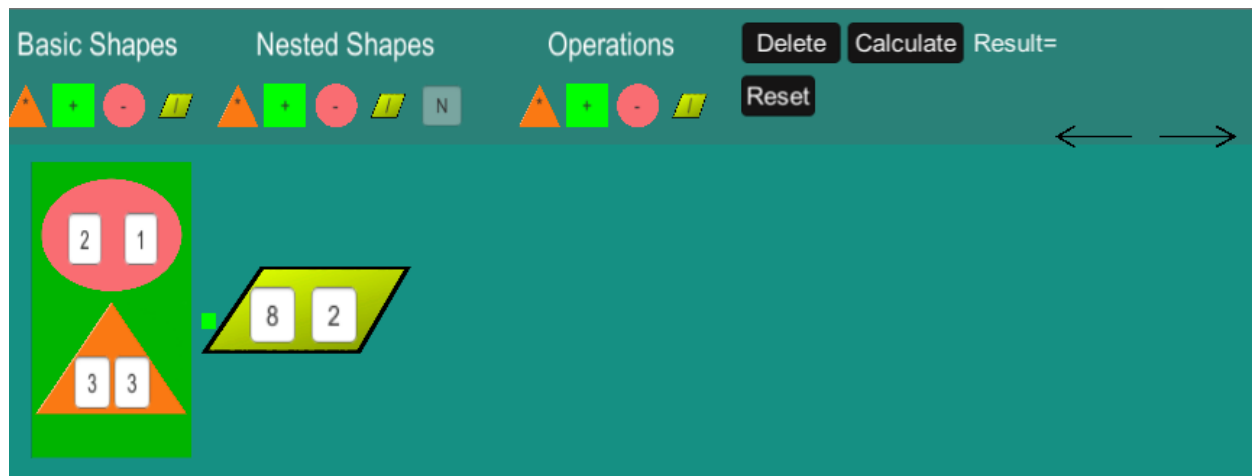 Basic Shapes Nested Shapes Operations Delete Calculate Result=
* + - / * + - / N * + - / Reset
2 1
8 2
3 3